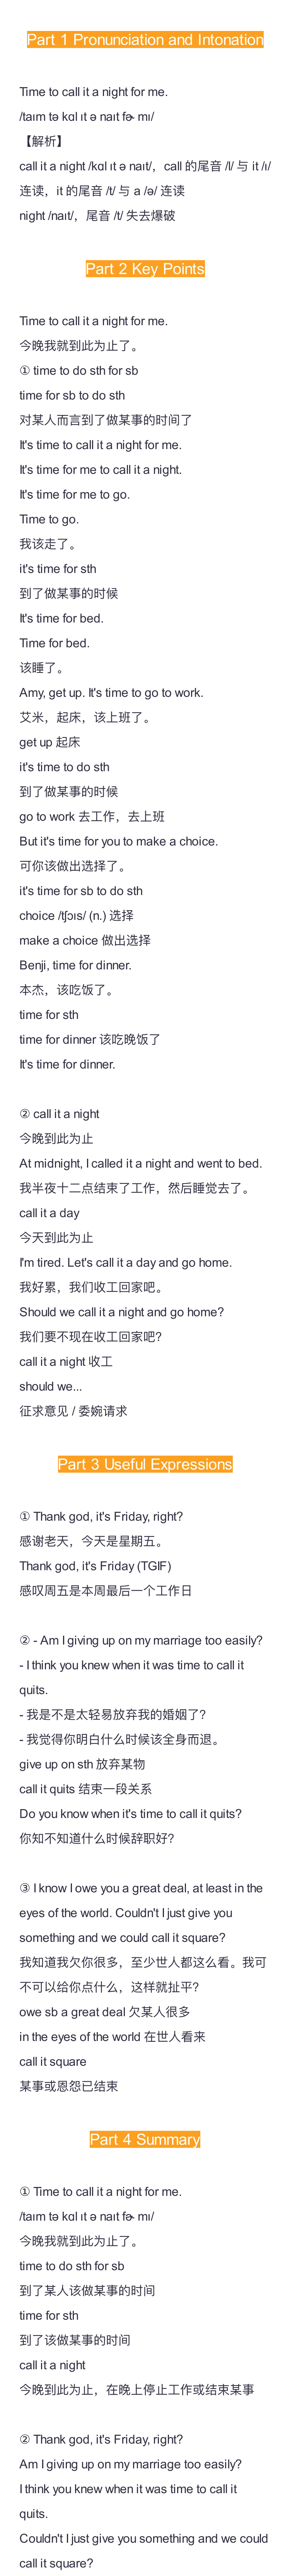 Part 1 Pronunciation and Intonation
Time to call it a night for me.
/taɪm tə kɑl ɪt ə naɪt fɚ mɪ/
【解析】
call it a night /kɑl ɪt ə naɪt/，call 的尾音 /l/ 与 it /ɪ/
连读，it 的尾音 /t/ 与 a /ə/ 连读
night /naɪt/，尾音 /t/ 失去爆破
Part 2 Key Points
Time to call it a night for me.
今晚我就到此为止了。
① time to do sth for sb
time for sb to do sth
对某人而言到了做某事的时间了
It's time to call it a night for me.
It's time for me to call it a night.
It's time for me to go.
Time to go.
我该走了。
it's time for sth
到了做某事的时候
It's time for bed.
Time for bed.
该睡了。
Amy, get up. It's time to go to work.
艾米，起床，该上班了。
get up 起床
it's time to do sth
到了做某事的时候
go to work 去工作，去上班
But it's time for you to make a choice.
可你该做出选择了。
it's time for sb to do sth
choice /tʃɔɪs/ (n.) 选择
make a choice 做出选择
Benji, time for dinner.
本杰，该吃饭了。
time for sth
time for dinner 该吃晚饭了
It's time for dinner.
② call it a night
今晚到此为止
At midnight, I called it a night and went to bed.
我半夜十二点结束了工作，然后睡觉去了。
call it a day
今天到此为止
I'm tired. Let's call it a day and go home.
我好累，我们收工回家吧。
Should we call it a night and go home?
我们要不现在收工回家吧?
call it a night 收工
should we...
征求意见 / 委婉请求
Part 3 Useful Expressions
① Thank god, it's Friday, right?
感谢老天，今天是星期五。
Thank god, it's Friday (TGIF)
感叹周五是本周最后一个工作日
② - Am I giving up on my marriage too easily?
- I think you knew when it was time to call it
quits.
- 我是不是太轻易放弃我的婚姻了?
- 我觉得你明白什么时候该全身而退。
give up on sth 放弃某物
call it quits 结束一段关系
Do you know when it's time to call it quits?
你知不知道什么时候辞职好?
③ I know I owe you a great deal, at least in the
eyes of the world. Couldn't I just give you
something and we could call it square?
我知道我欠你很多，至少世人都这么看。我可
不可以给你点什么，这样就扯平?
owe sb a great deal 欠某人很多
in the eyes of the world 在世人看来
call it square
某事或恩怨已结束
Part 4 Summary
① Time to call it a night for me.
/taɪm tə kɑl ɪt ə naɪt fɚ mɪ/
今晚我就到此为止了。
time to do sth for sb
到了某人该做某事的时间
time for sth
到了该做某事的时间
call it a night
今晚到此为止，在晚上停止工作或结束某事
② Thank god, it's Friday, right?
Am I giving up on my marriage too easily?
I think you knew when it was time to call it
quits.
Couldn't I just give you something and we could
call it square?